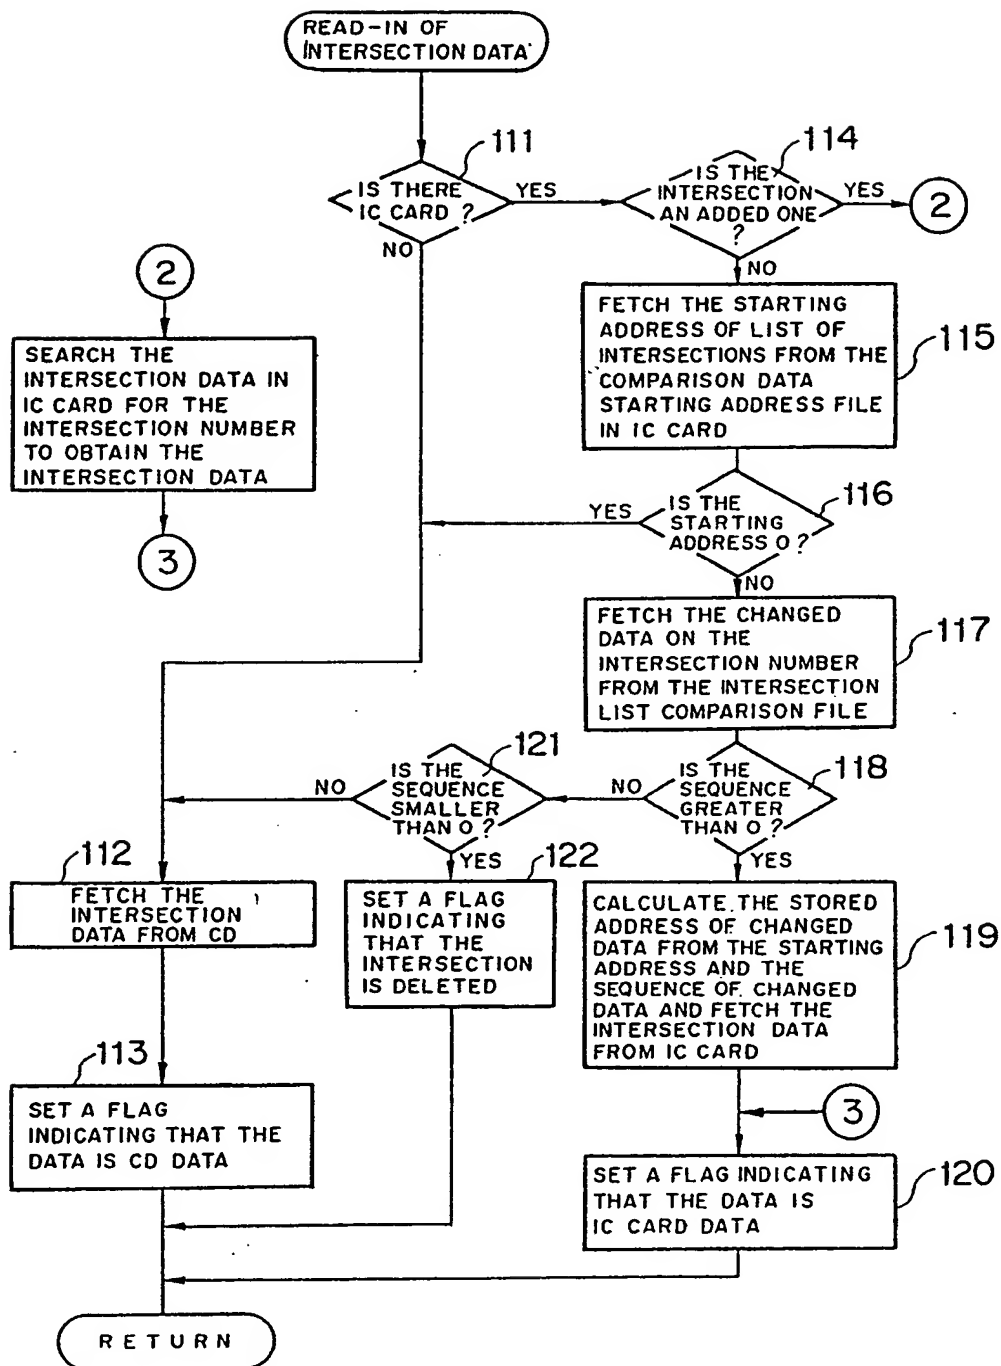 READ-IN OF
INTERSECTION DATA
111
IS THERE
IC CARD ?
YES
NO
114
IS THE
INTERSECTION
AN ADDED ONE
?
YES
2
NO
2
SEARCH THE
INTERSECTION DATA IN
IC CARD FOR THE
INTERSECTION NUMBER
TO OBTAIN THE
INTERSECTION DATA
3
FETCH THE STARTING
ADDRESS OF LIST OF
INTERSECTIONS FROM THE
COMPARISON DATA
STARTING ADDRESS FILE
IN IC CARD
115
116
IS THE
STARTING
ADDRESS 0 ?
YES
NO
FETCH THE CHANGED
DATA ON THE
INTERSECTION NUMBER
FROM THE INTERSECTION
LIST COMPARISON FILE
117
118
IS THE
SEQUENCE
GREATER
THAN 0 ?
NO
YES
121
IS THE
SEQUENCE
SMALLER
THAN 0 ?
NO
YES
112
FETCH THE
INTERSECTION
DATA FROM CD
122
SET A FLAG
INDICATING
THAT THE
INTERSECTION
IS DELETED
CALCULATE THE STORED
ADDRESS OF CHANGED
DATA FROM THE STARTING
ADDRESS AND THE
SEQUENCE OF CHANGED
DATA AND FETCH THE
INTERSECTION DATA
FROM IC CARD
119
113
SET A FLAG
INDICATING THAT THE
DATA IS CD DATA
3
SET A FLAG INDICATING
THAT THE DATA IS
IC CARD DATA
120
RETURN